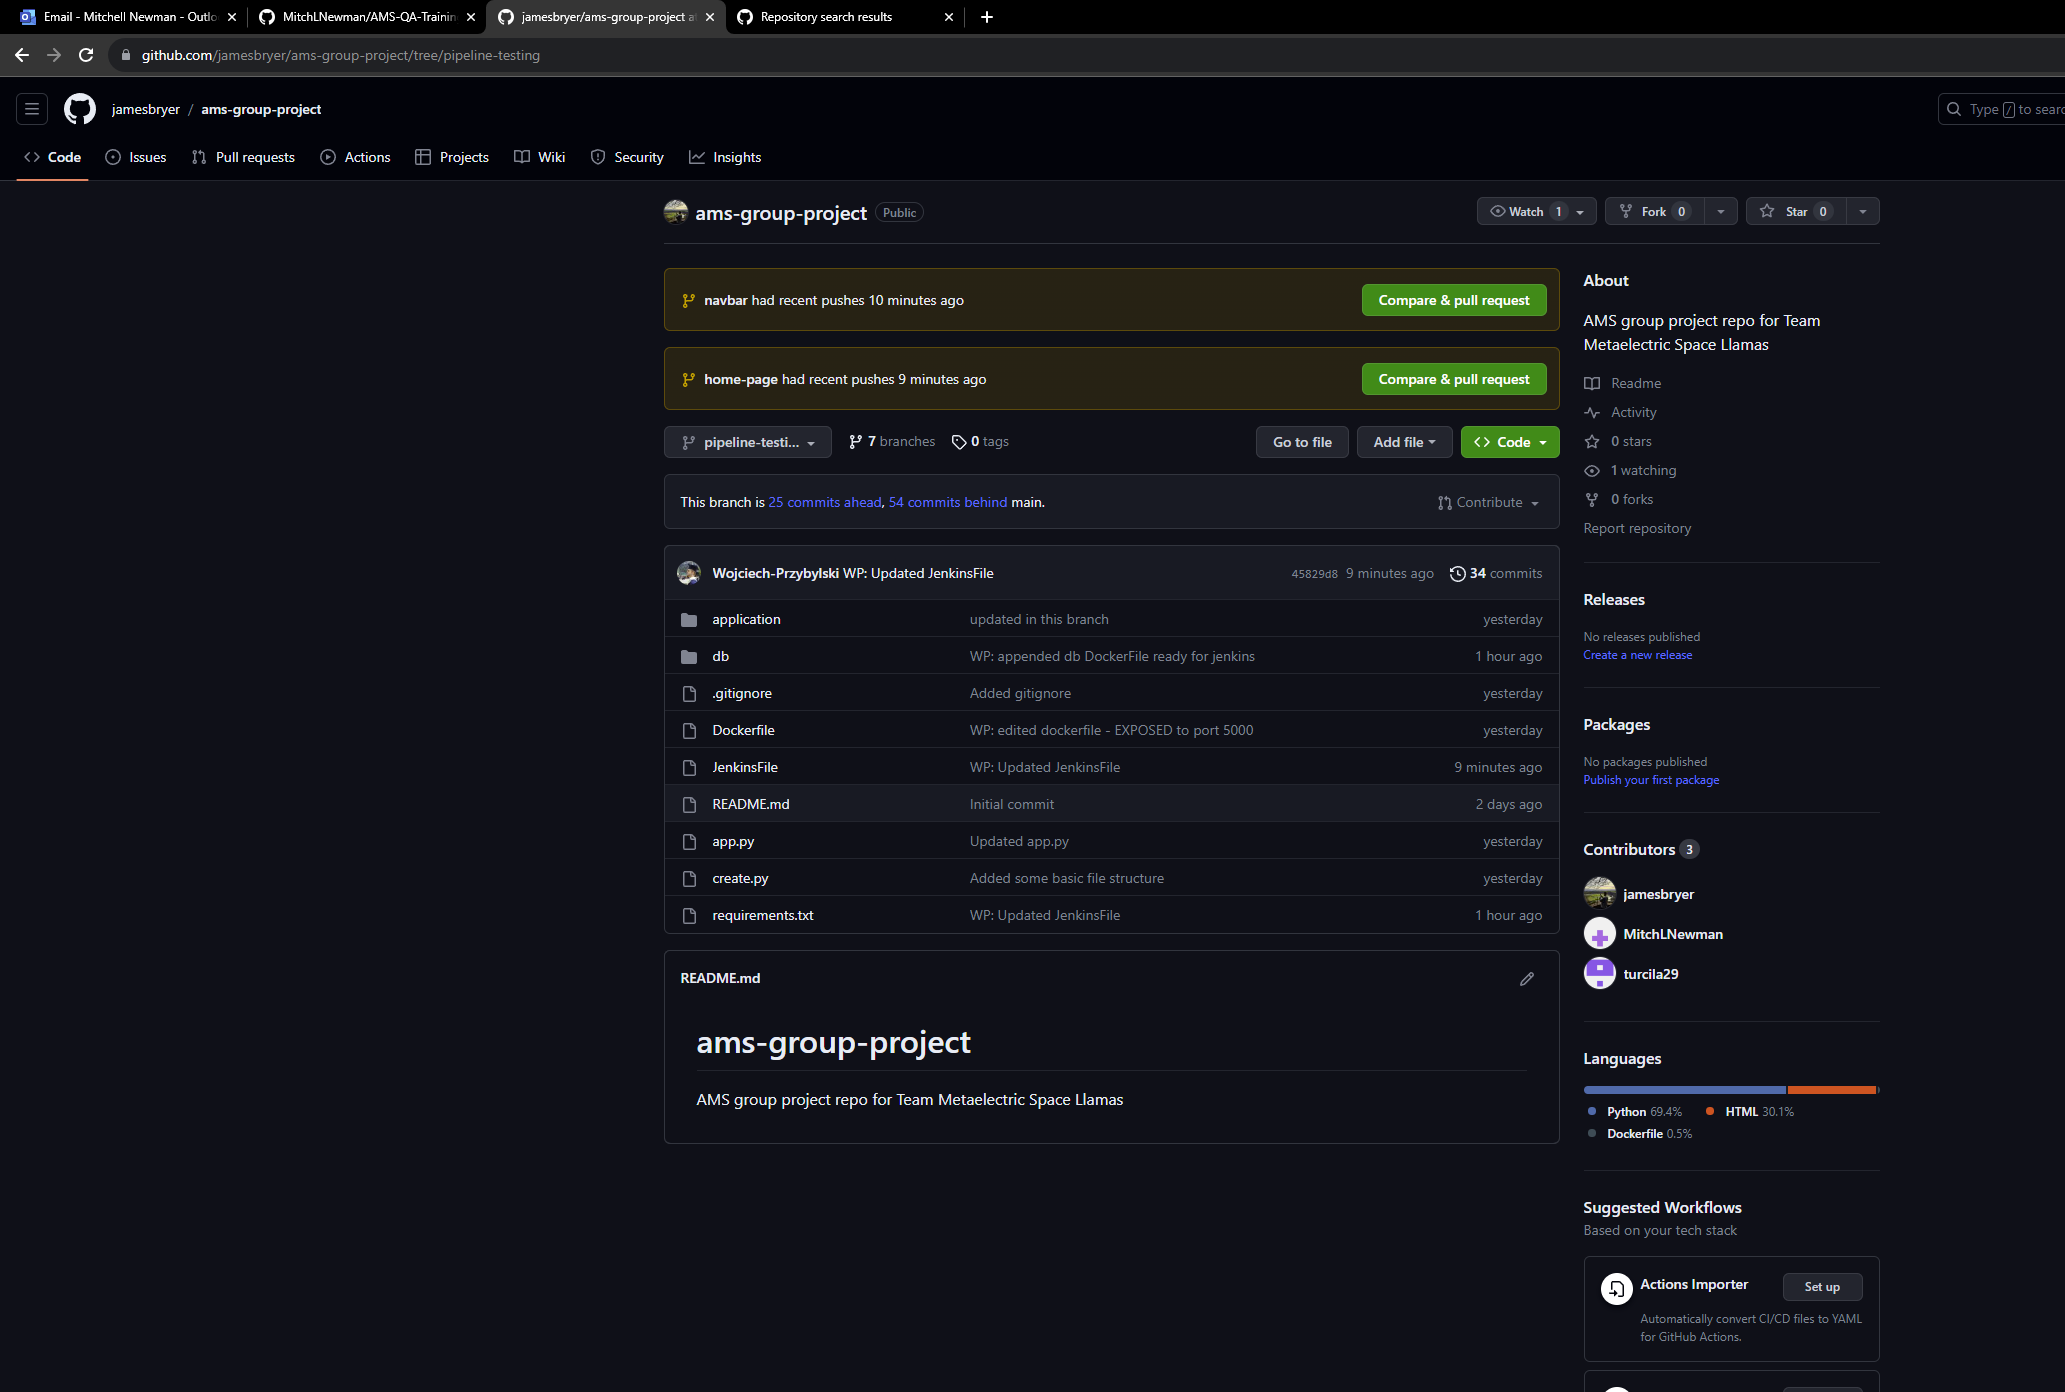 Email - Mitchell Newman - Outlo
MitchLNewman/AMS-QA-Trainin
jamesbryer/ams-group-project a
Repository search results
github.com/jamesbryer/ams-group-project/tree/pipeline-testing
jamesbryer / ams-group-project
Type / to searc
Code Issues Pull requests Actions Projects Wiki Security Insights
ams-group-project Public
Watch 1 Fork 0 Star 0
navbar had recent pushes 10 minutes ago Compare & pull request
home-page had recent pushes 9 minutes ago Compare & pull request
pipeline-testi... 7 branches 0 tags Go to file Add file Code
This branch is 25 commits ahead, 54 commits behind main. Contribute
Wojciech-Przybylski WP: Updated JenkinsFile 45829d8 9 minutes ago 34 commits
application updated in this branch yesterday
db WP: appended db DockerFile ready for jenkins 1 hour ago
.gitignore Added gitignore yesterday
Dockerfile WP: edited dockerfile - EXPOSED to port 5000 yesterday
JenkinsFile WP: Updated JenkinsFile 9 minutes ago
README.md Initial commit 2 days ago
app.py Updated app.py yesterday
create.py Added some basic file structure yesterday
requirements.txt WP: Updated JenkinsFile 1 hour ago
README.md
ams-group-project
AMS group project repo for Team Metaelectric Space Llamas
About
AMS group project repo for Team
Metaelectric Space Llamas
Readme
Activity
0 stars
1 watching
0 forks
Report repository
Releases
No releases published
Create a new release
Packages
No packages published
Publish your first package
Contributors 3
jamesbryer
MitchLNewman
turcila29
Languages
Python 69.4% HTML 30.1%
Dockerfile 0.5%
Suggested Workflows
Based on your tech stack
Actions Importer Set up
Automatically convert CI/CD files to YAML
for GitHub Actions.